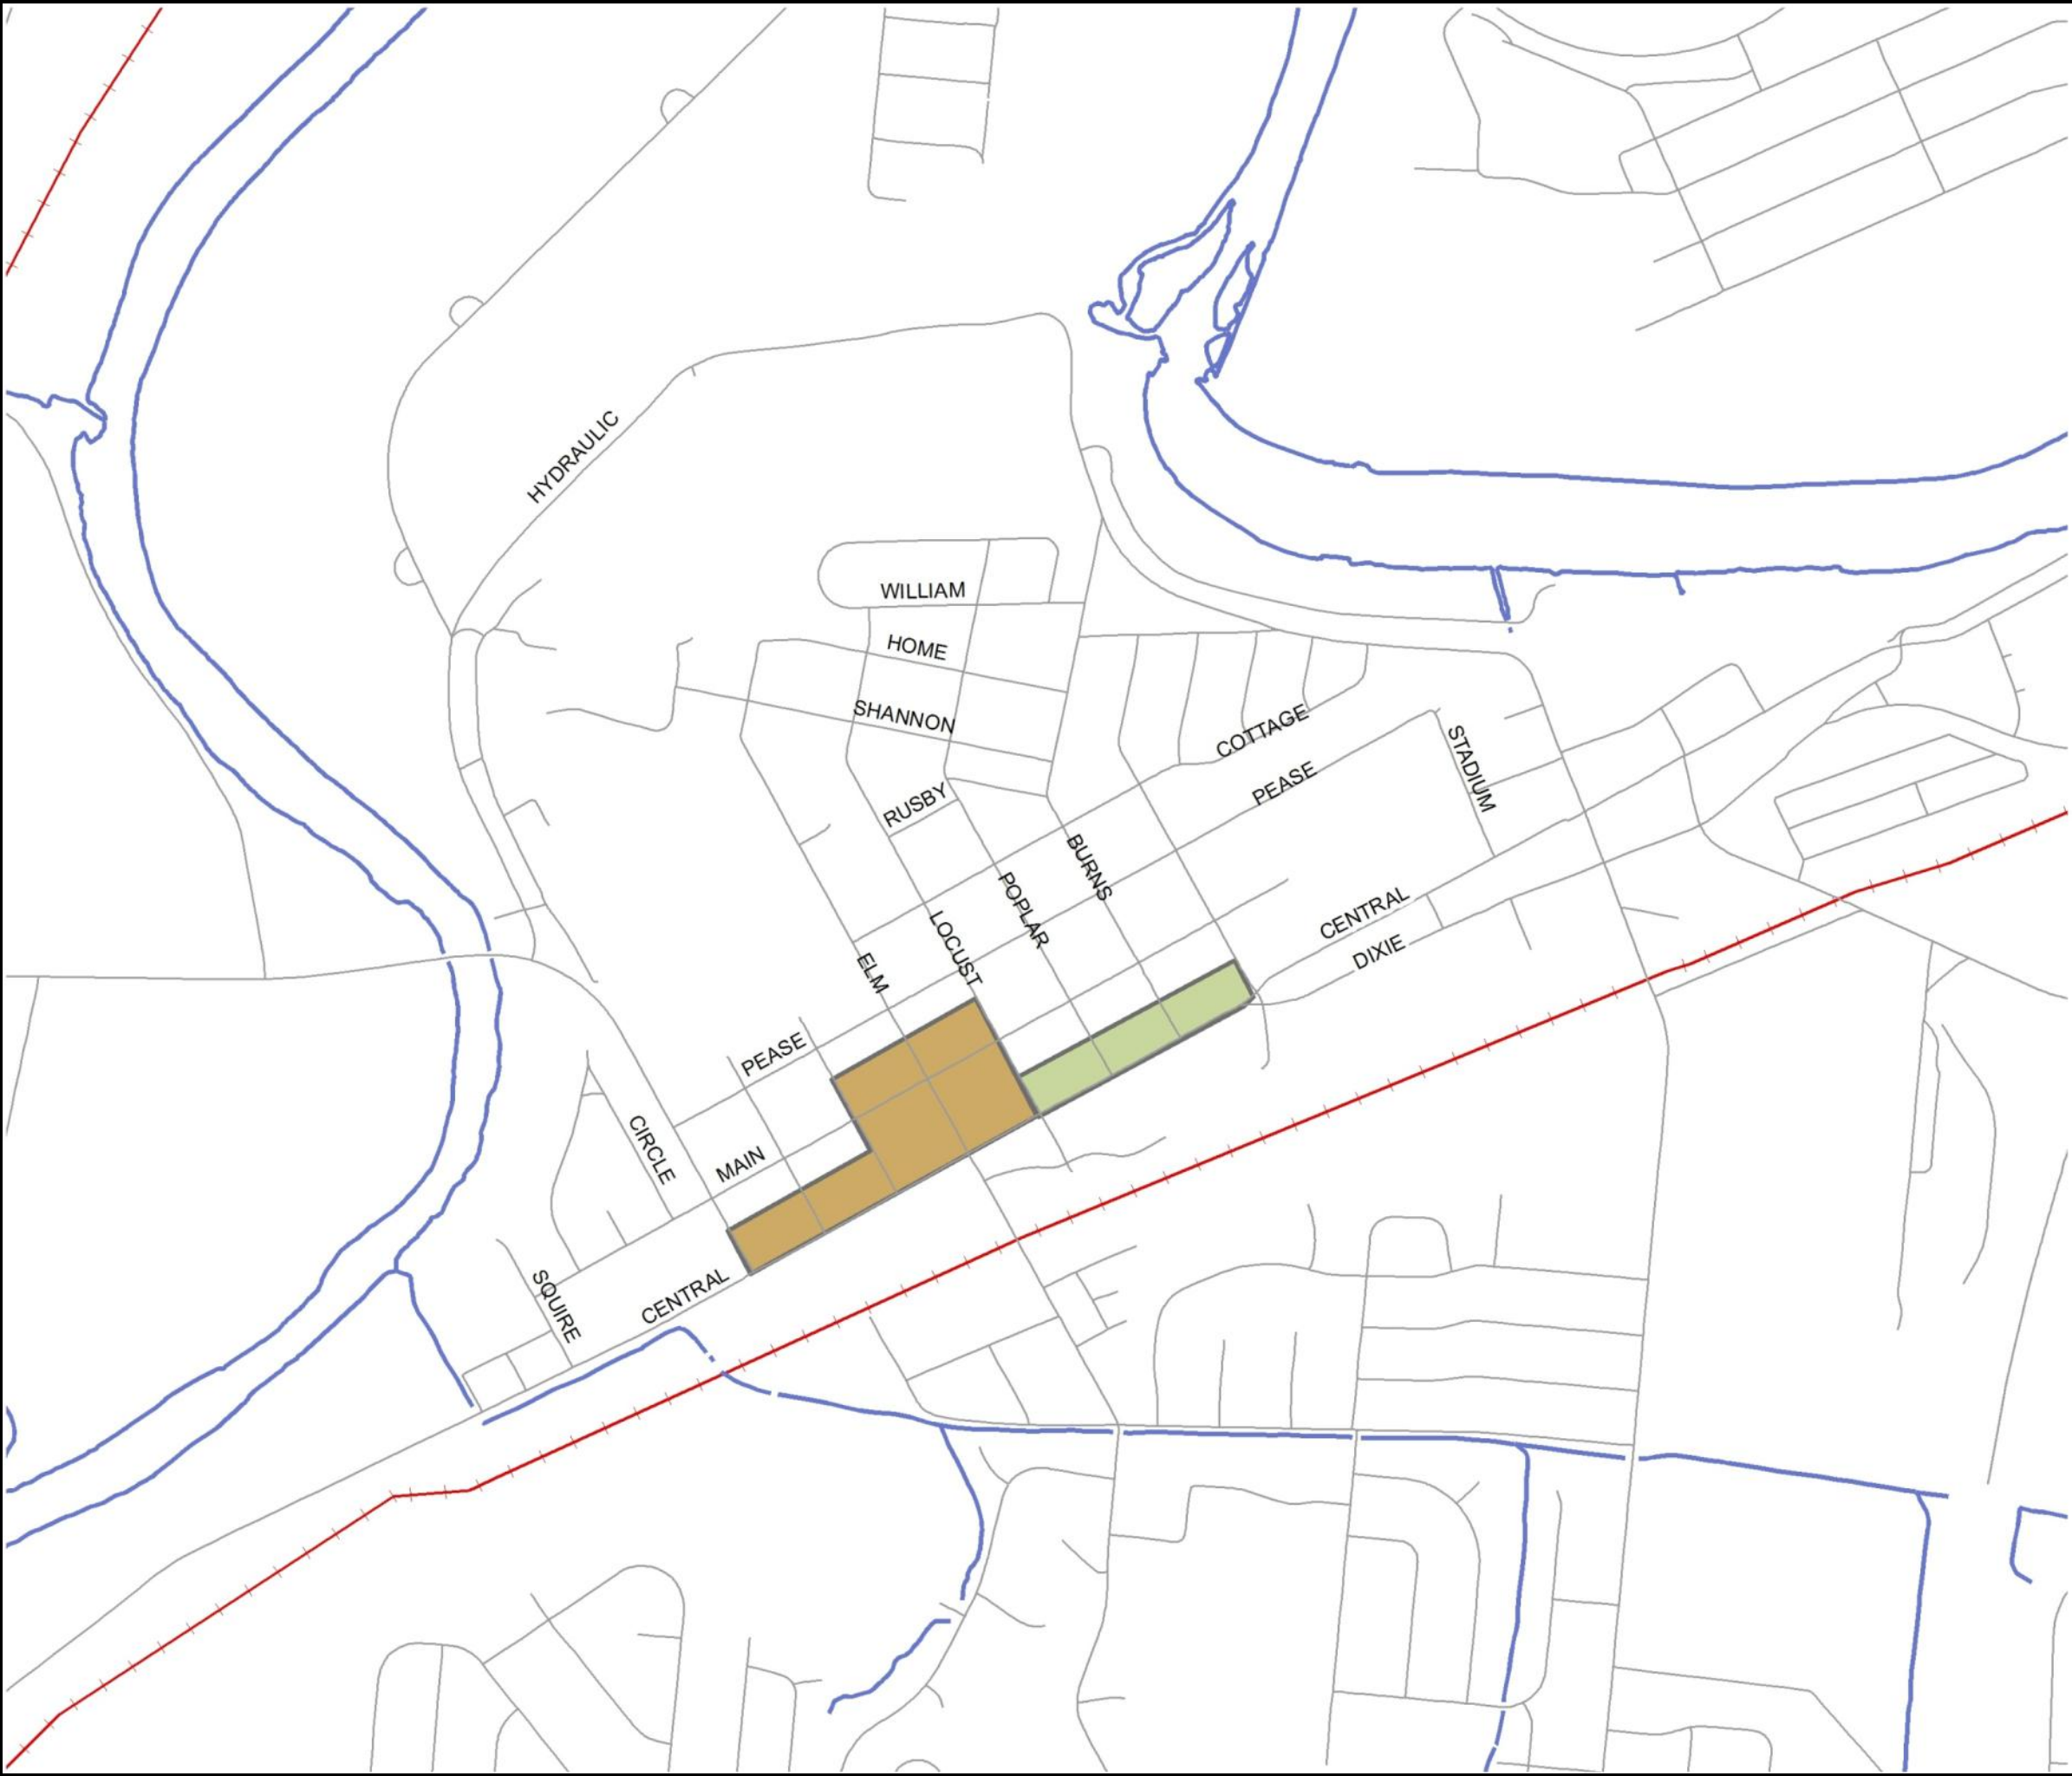 HYDRAULIC
WILLIAM
HOME
SHANNON
COTTAGE
STADIUM
PEASE
RUSBY
BURNS
POPLAR
CENTRAL
LOCUST
DIXIE
ELM
PEASE
CIRCLE
MAIN
SQUIRE
CENTRAL